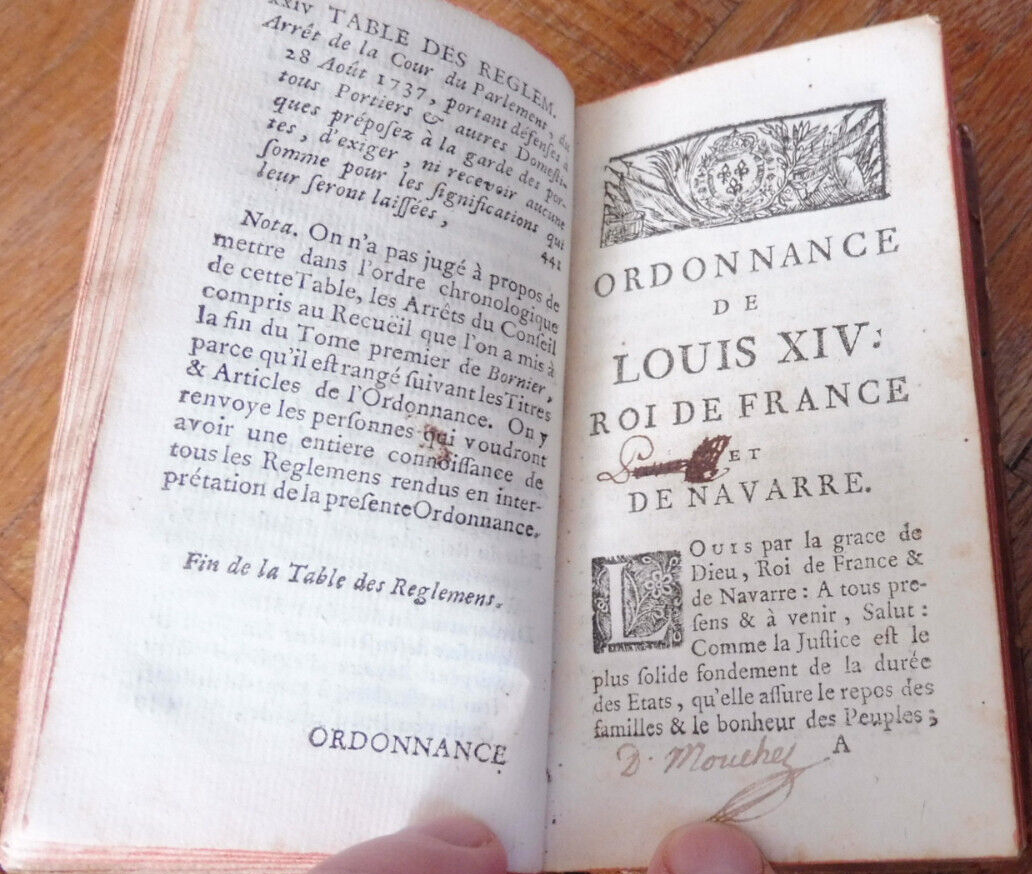 xxiv TABLE DES REGLEM.
Arrêt de la Cour du Parlement, du
28 Août 1737, portant défenses à
tous Portiers & autres Domesti-
ques préposez à la garde des por-
tes, d'exiger, ni recevoir aucune
somme pour les significations qui
leur seront laissées, 441
Nota. On n'a pas jugé à propos de
mettre dans l'ordre chronologique
de cette Table, les Arrêts du Conseil
compris au Recueil que l'on a mis à
la fin du Tome premier de Bornier,
parce qu'il est rangé suivant les Titres
& Articles de l'Ordonnance. On y
renvoye les personnes qui voudront
avoir une entiere connoissance de
tous les Reglemens rendus en inter-
prétation de la presente Ordonnance.
Fin de la Table des Reglemens.
ORDONNANCE
ORDONNANCE
DE
LOUIS XIV.
ROI DE FRANCE
ET
DE NAVARRE.
LOUIS par la grace de
Dieu, Roi de France &
de Navarre: A tous pre-
sens & à venir, Salut:
Comme la Justice est le
plus solide fondement de la durée
des Etats, qu'elle assure le repos des
familles & le bonheur des Peuples;
A
D. Mouchet